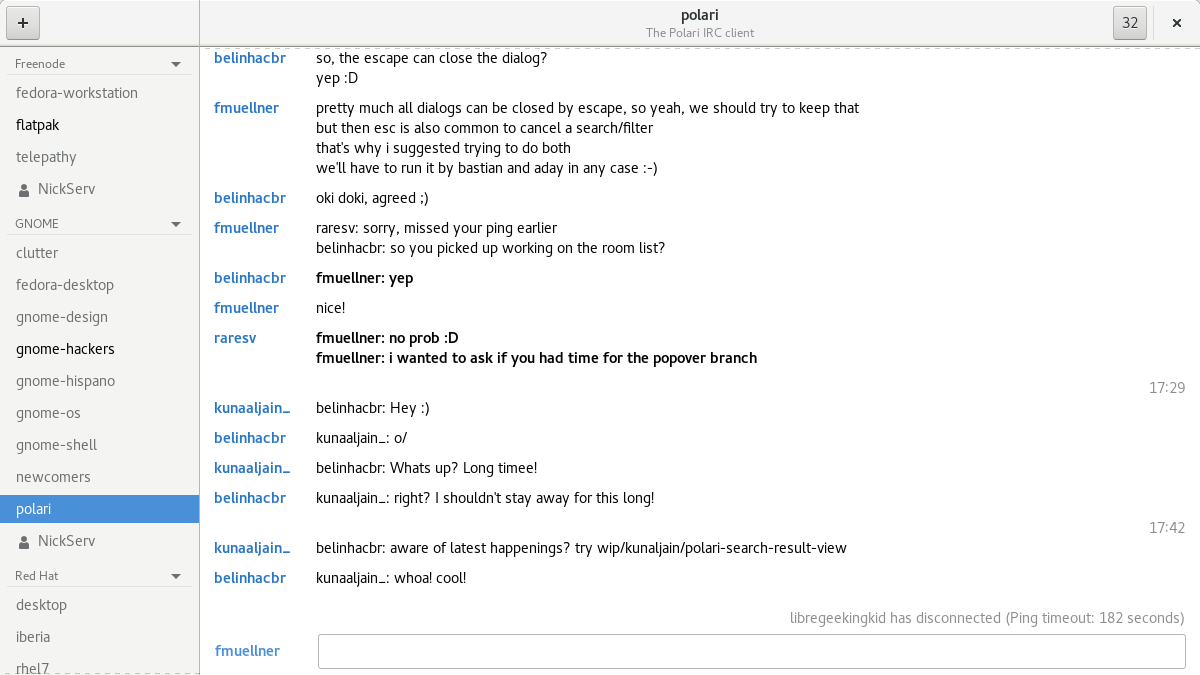 +
polari
The Polari IRC client
32
×
Freenode
fedora-workstation
flatpak
telepathy
NickServ
GNOME
clutter
fedora-desktop
gnome-design
gnome-hackers
gnome-hispano
gnome-os
gnome-shell
newcomers
polari
NickServ
Red Hat
desktop
iberia
rhel7
belinhacbr so, the escape can close the dialog?
yep :D
fmuellner pretty much all dialogs can be closed by escape, so yeah, we should try to keep that
but then esc is also common to cancel a search/filter
that's why i suggested trying to do both
we'll have to run it by bastian and aday in any case :-)
belinhacbr oki doki, agreed ;)
fmuellner raresv: sorry, missed your ping earlier
belinhacbr: so you picked up working on the room list?
belinhacbr fmuellner: yep
fmuellner nice!
raresv fmuellner: no prob :D
fmuellner: i wanted to ask if you had time for the popover branch
17:29
kunaaljain_ belinhacbr: Hey :)
belinhacbr kunaaljain_: o/
kunaaljain_ belinhacbr: Whats up? Long timee!
belinhacbr kunaaljain_: right? I shouldn't stay away for this long!
17:42
kunaaljain_ belinhacbr: aware of latest happenings? try wip/kunaljain/polari-search-result-view
belinhacbr kunaaljain_: whoa! cool!
libregeekingkid has disconnected (Ping timeout: 182 seconds)
fmuellner